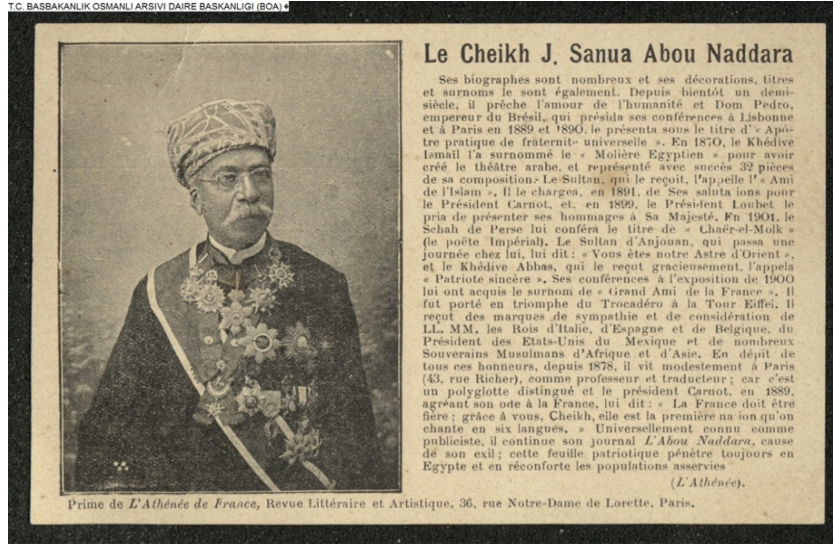 T.C. BASBAKANLIK OSMANLI ARSIVI DAIRE BASKANLIGI (BOA)
Le Cheikh J. Sanua Abou Naddara
Ses biographes sont nombreux et ses décorations, titres
et surnoms le sont également. Depuis bientôt un demi-
siècle, il prêche l'amour de l'humanité et Dom Pedro,
empereur du Brésil, qui présida ses conférences à Lisbonne
et à Paris en 1889 et 1890, le présenta sous le titre d'« Apô-
tre pratique de fraternite universelle ». En 1870, le Khédive
Ismaïl l'a surnommé le « Molière Egyptien » pour avoir
créé le théâtre arabe, et représenté avec succès 32 pièces
de sa composition. Le Sultan, qui le reçoit, l'appelle l'« Ami
de l'Islam ». Il le chargea, en 1891, de Ses saluta ions pour
le Président Carnot, et, en 1899, le Président Loubet le
pria de présenter ses hommages à Sa Majesté. En 1901, le
Schah de Perse lui conféra le titre de « Chaër-el-Molk »
(le poëte Impérial). Le Sultan d'Anjouan, qui passa une
journée chez lui, lui dit : « Vous êtes notre Astre d'Orient »,
et le Khédive Abbas, qui le reçut gracieusement, l'appela
« Patriote sincère ». Ses conférences à l'exposition de 1900
lui ont acquis le surnom de « Grand Ami de la France ». Il
fut porté en triomphe du Trocadéro à la Tour Eiffel. Il
reçut des marques de sympathie et de considération de
LL. MM. les Rois d'Italie, d'Espagne et de Belgique, du
Président des Etats-Unis du Mexique et de nombreux
Souverains Musulmans d'Afrique et d'Asie. En dépit de
tous ces honneurs, depuis 1878, il vit modestement à Paris
(43, rue Richer), comme professeur et traducteur ; car c'est
un polyglotte distingué et le président Carnot, en 1889,
agréant son ode à la France, lui dit : « La France doit être
fière ; grâce à vous, Cheikh, elle est la première na ion qu'on
chante en six langues. » Universellement connu comme
publiciste, il continue son journal L'Abou Naddara, cause
de son exil ; cette feuille patriotique pénètre toujours en
Egypte et en réconforte les populations asservies
(L'Athénée).
Prime de L'Athénée de France, Revue Littéraire et Artistique, 36, rue Notre-Dame de Lorette, Paris.